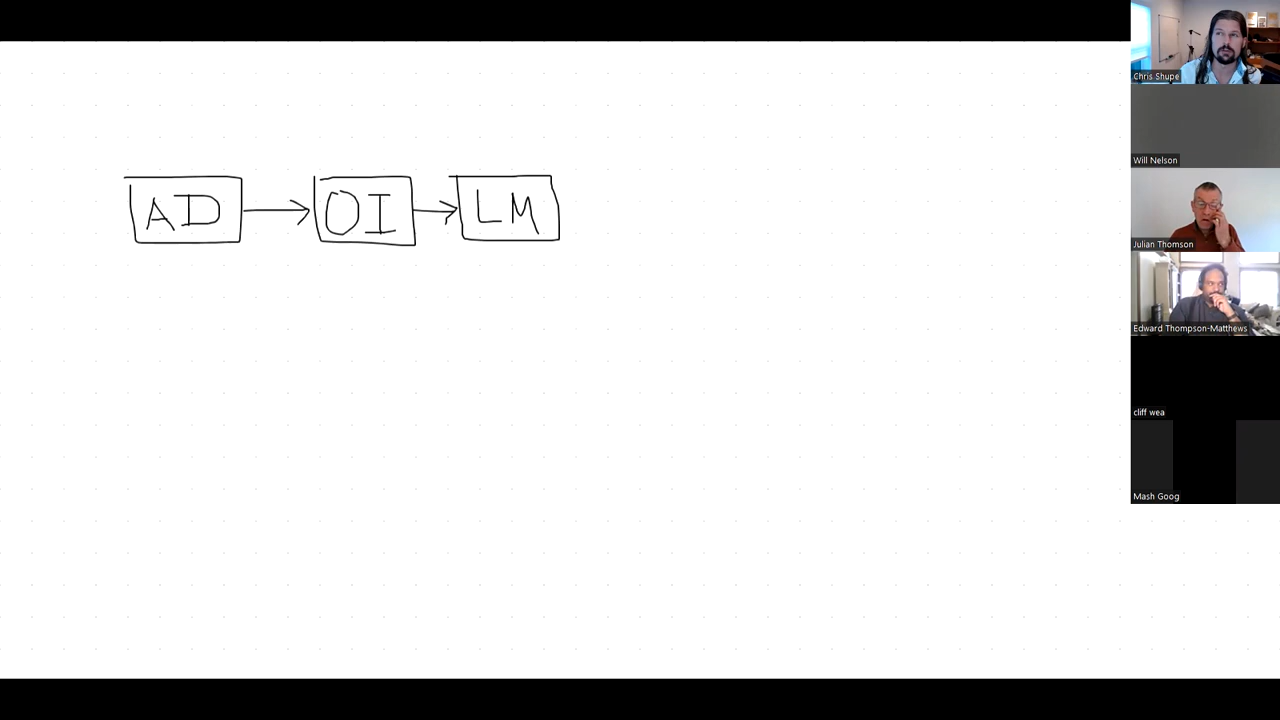 AD OI LM
Chris Shupe
Will Nelson
Julian Thomson
Edward Thompson-Matthews
cliff wea
Mash Goog